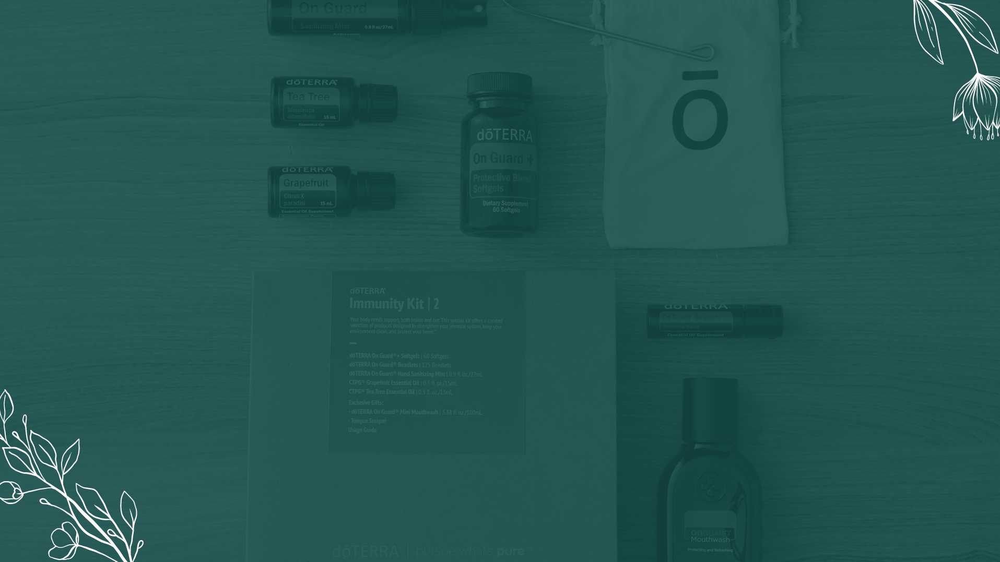 On Guard
Sanitizing Mist 0.9 fl oz/27mL
Antiseptic
dōTERRA
Tea Tree
Melaleuca
alternifolia 15 mL
Essential Oil
dōTERRA
Grapefruit
Citrus X
paradisi 15 mL
Essential Oil Supplement
dōTERRA
On Guard +
Protective Blend
Softgels
Dietary Supplement
60 Softgels
ō
dōTERRA®
Immunity Kit | 2
Your body needs support, both inside and out. This special kit offers a curated
selection of products designed to strengthen your immune system, keep your
environment clean, and protect your home.*
dōTERRA On Guard®+ Softgels | 60 Softgels
dōTERRA On Guard® Beadlets | 125 Beadlets
dōTERRA On Guard® Hand Sanitizing Mist | 0.9 fl. oz./27mL
CTPG® Grapefruit Essential Oil | 0.5 fl. oz./15mL
CTPG® Tea Tree Essential Oil | 0.5 fl. oz./15mL
Exclusive Gifts:
· dōTERRA On Guard® Mini Mouthwash | 3.38 fl. oz./100mL
· Tongue Scraper
Usage Guide
dōTERRA® | pursue what's pure™
dōTERRA
On Guard® Beadlets
Protective Blend
Essential Oil Supplement
onGUARD®
Mouthwash
Protecting and Refreshing